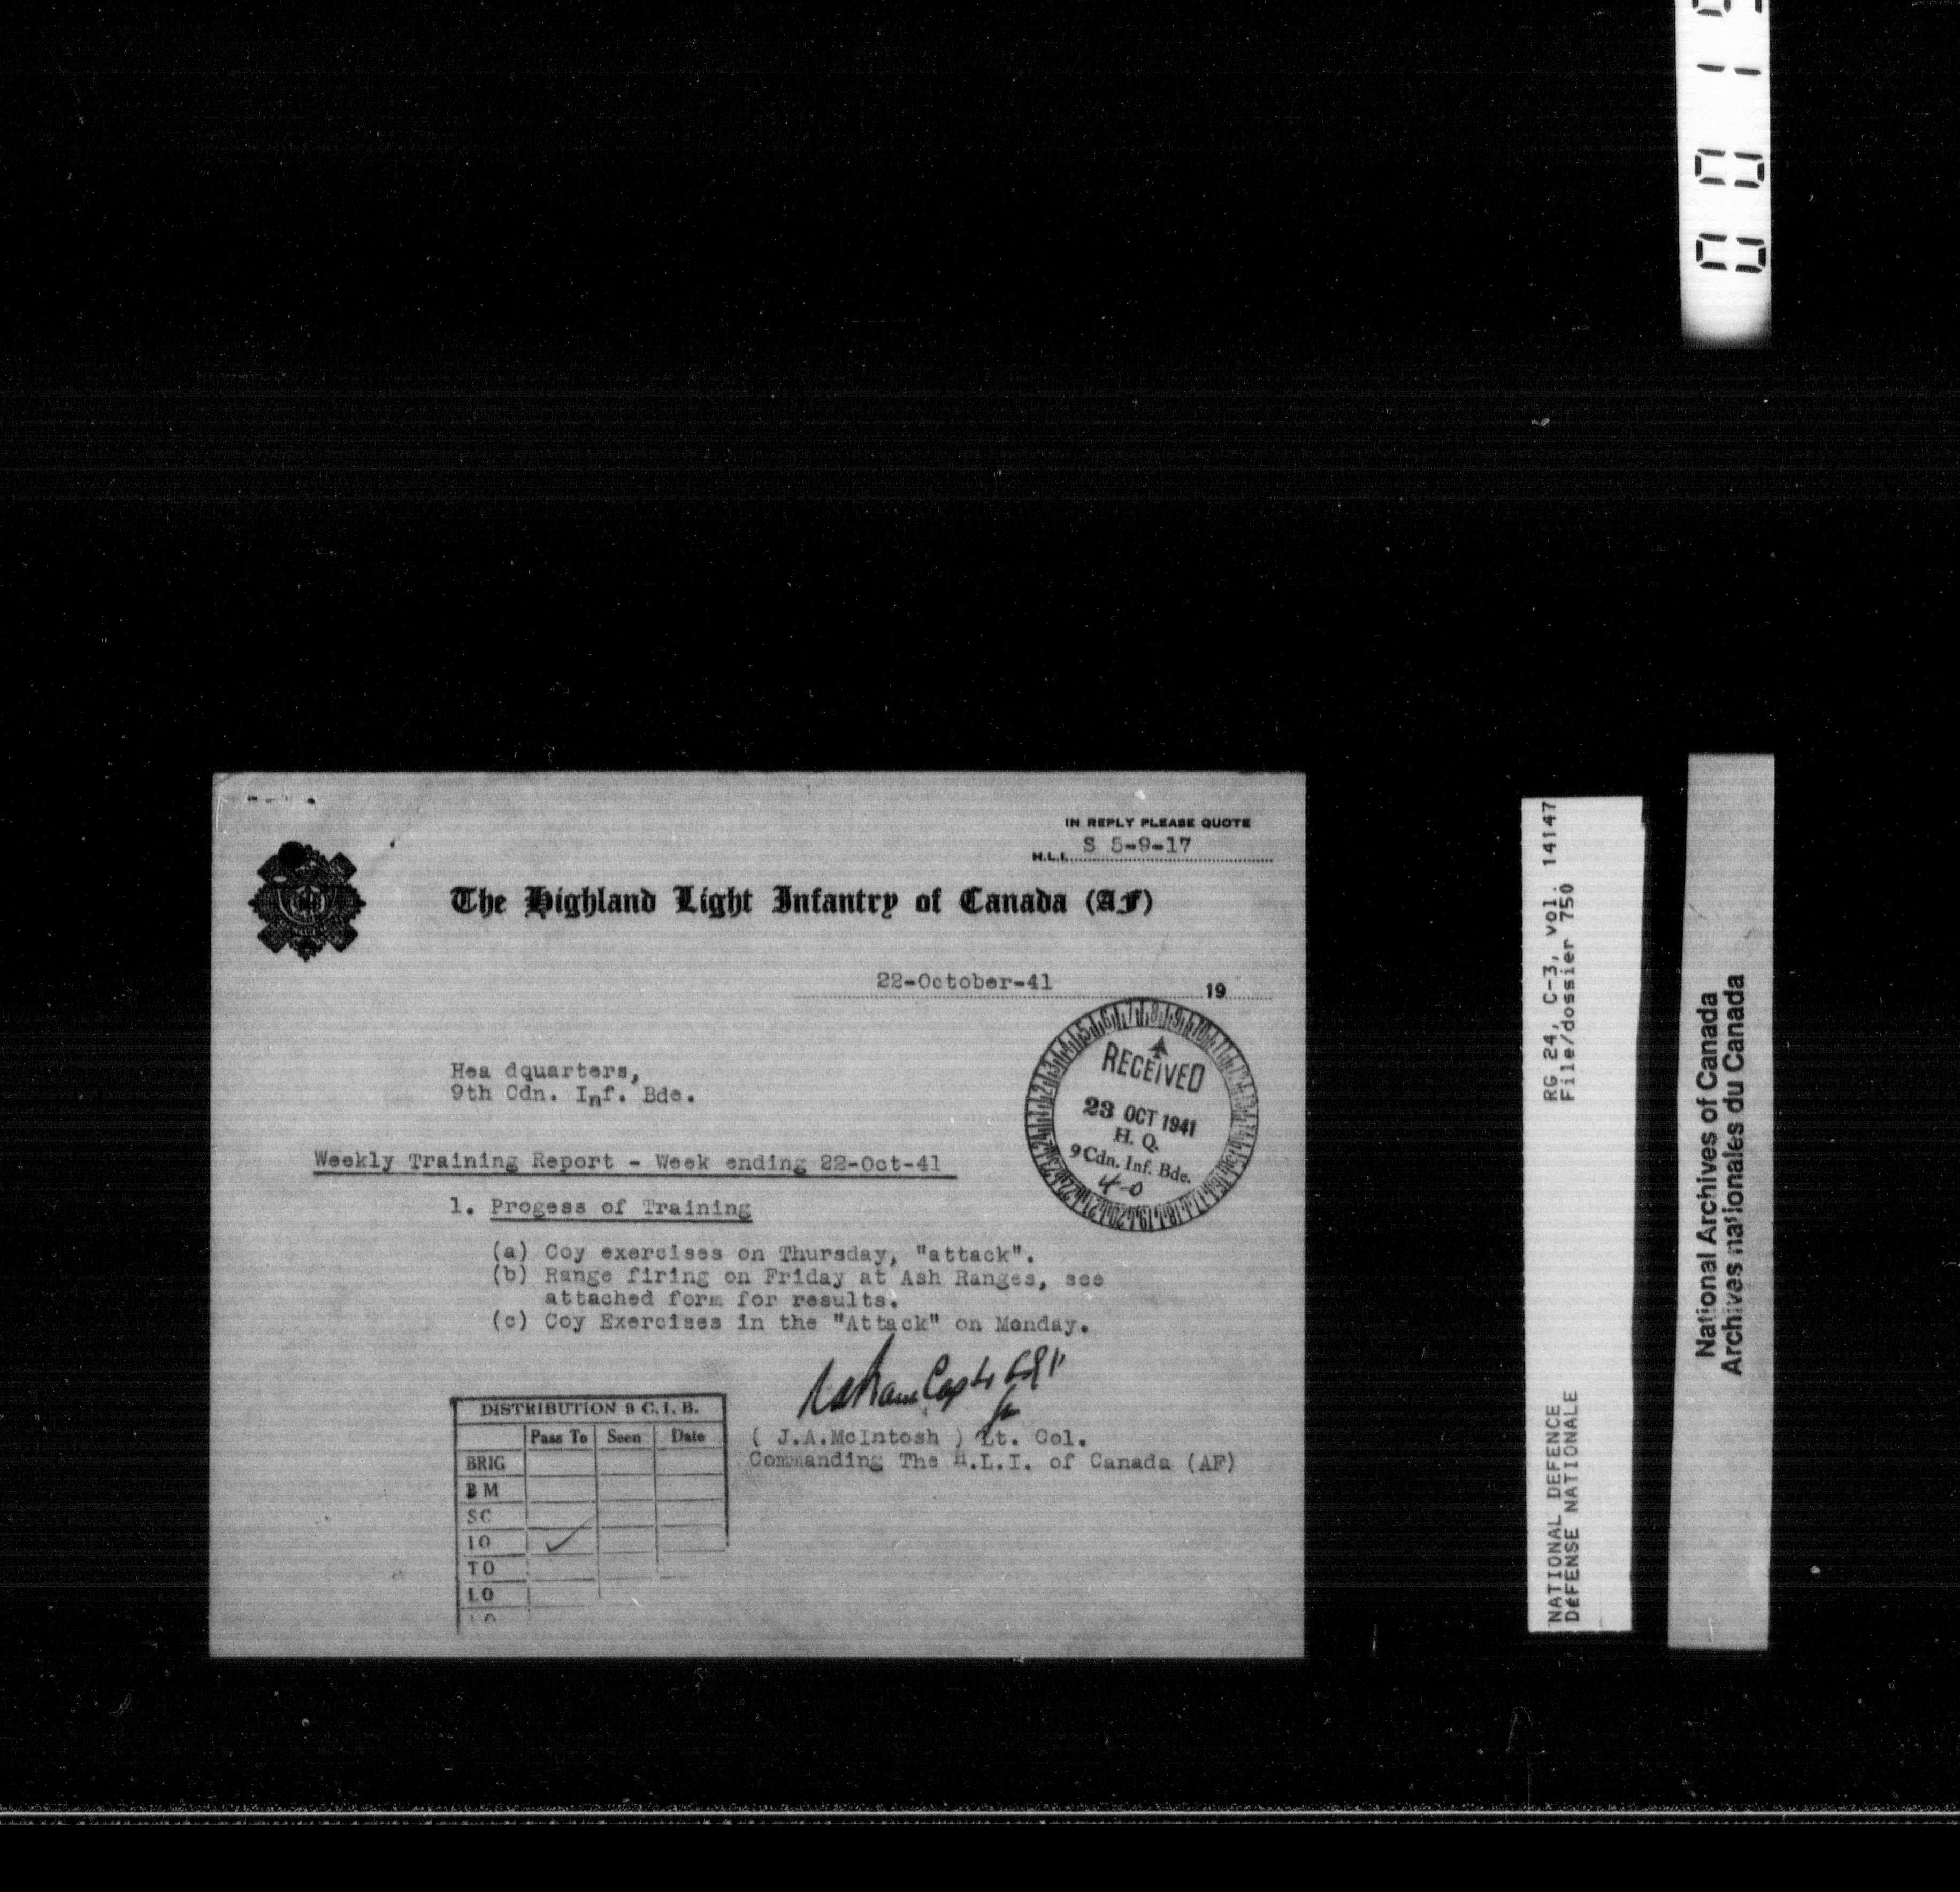 IN REPLY PLEASE QUOTE
H.L.I. S 5-9-17
The Highland Light Infantry of Canada (AF)
22-October-41 19
Hea dquarters,
9th Cdn. Inf. Bde.
RECEIVED
23 OCT 1941
H. Q.
9 Cdn. Inf. Bde.
Weekly Training Report - Week ending 22-Oct-41
1. Progess of Training
(a) Coy exercises on Thursday, "attack".
(b) Range firing on Friday at Ash Ranges, see
attached form for results.
(c) Coy Exercises in the "Attack" on Monday.
Capt
for
( J.A.McIntosh ) Lt. Col.
Commanding The H.L.I. of Canada (AF)
DISTRIBUTION 9 C.I.B.
Pass To Seen Date
BRIG
BM
SC
IO
TO
LO
RG 24, C-3, vol. 14147
File/dossier 750
NATIONAL DEFENCE
DÉFENSE NATIONALE
National Archives of Canada
Archives nationales du Canada